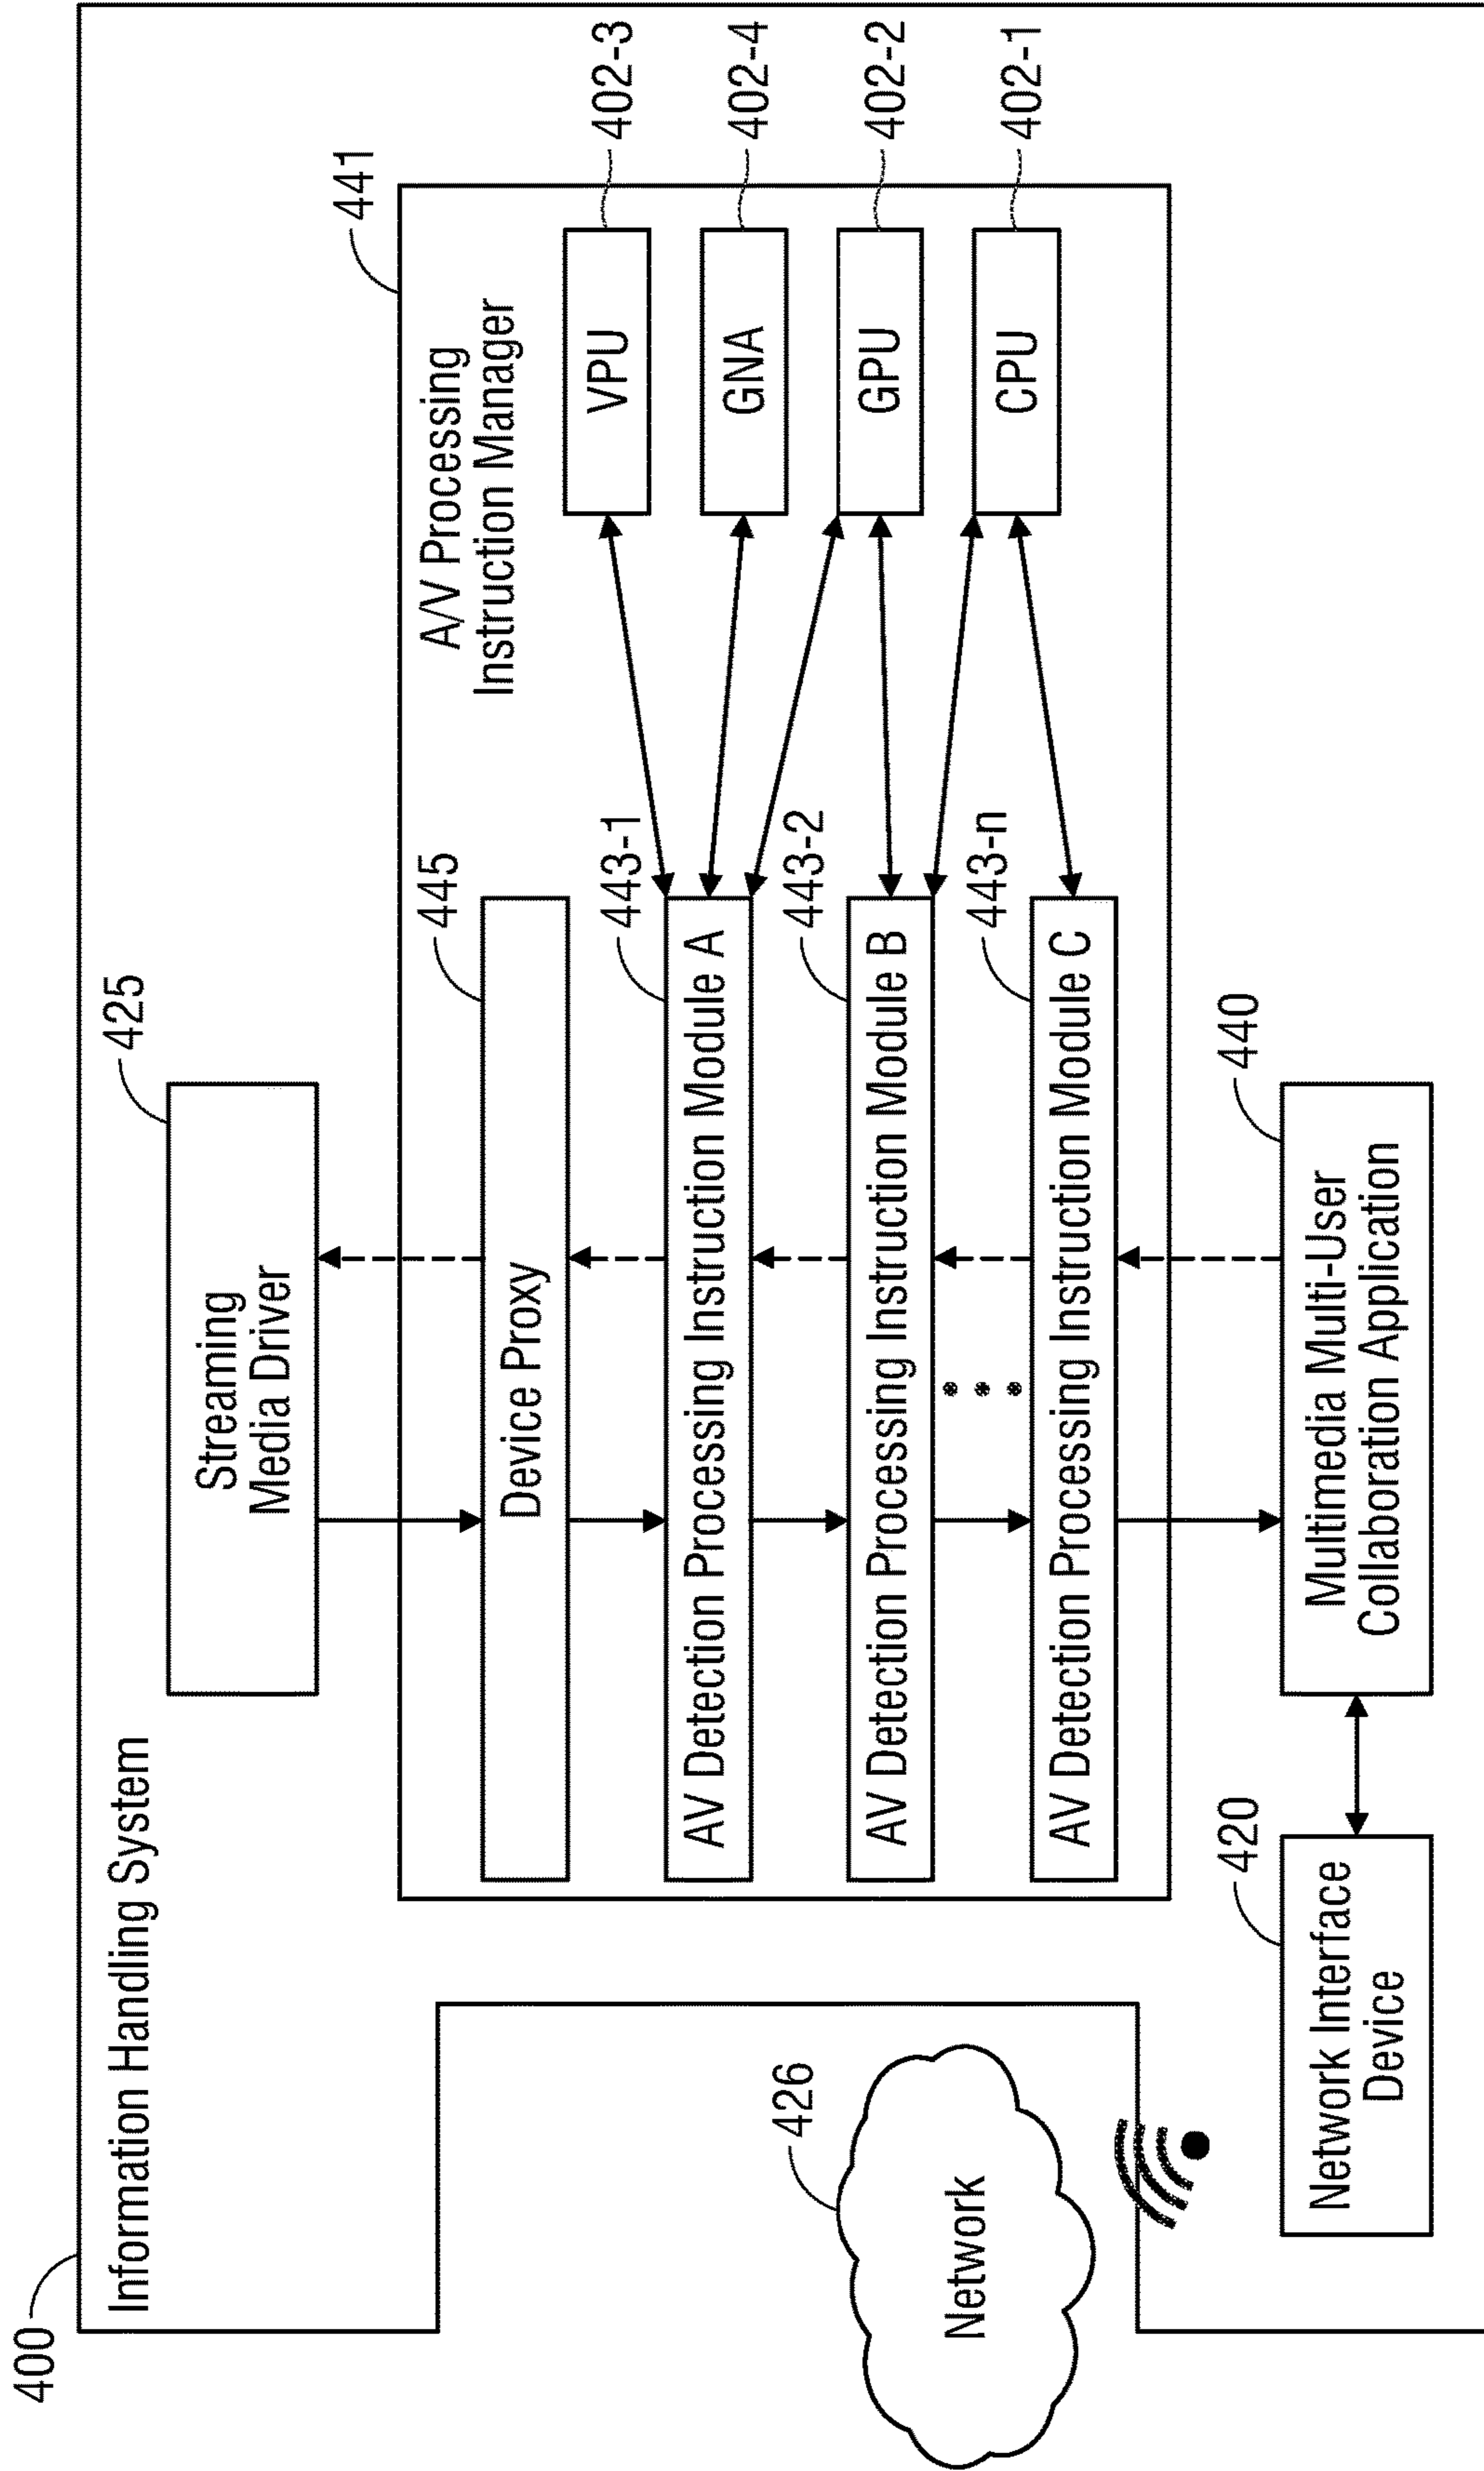 400
Information Handling System
425
Streaming
Media Driver
441
A/V Processing
Instruction Manager
445
Device Proxy
443-1
AV Detection Processing Instruction Module A
443-2
AV Detection Processing Instruction Module B
443-n
AV Detection Processing Instruction Module C
VPU
402-3
GNA
402-4
GPU
402-2
CPU
402-1
426
Network
420
Network Interface
Device
440
Multimedia Multi-User
Collaboration Application